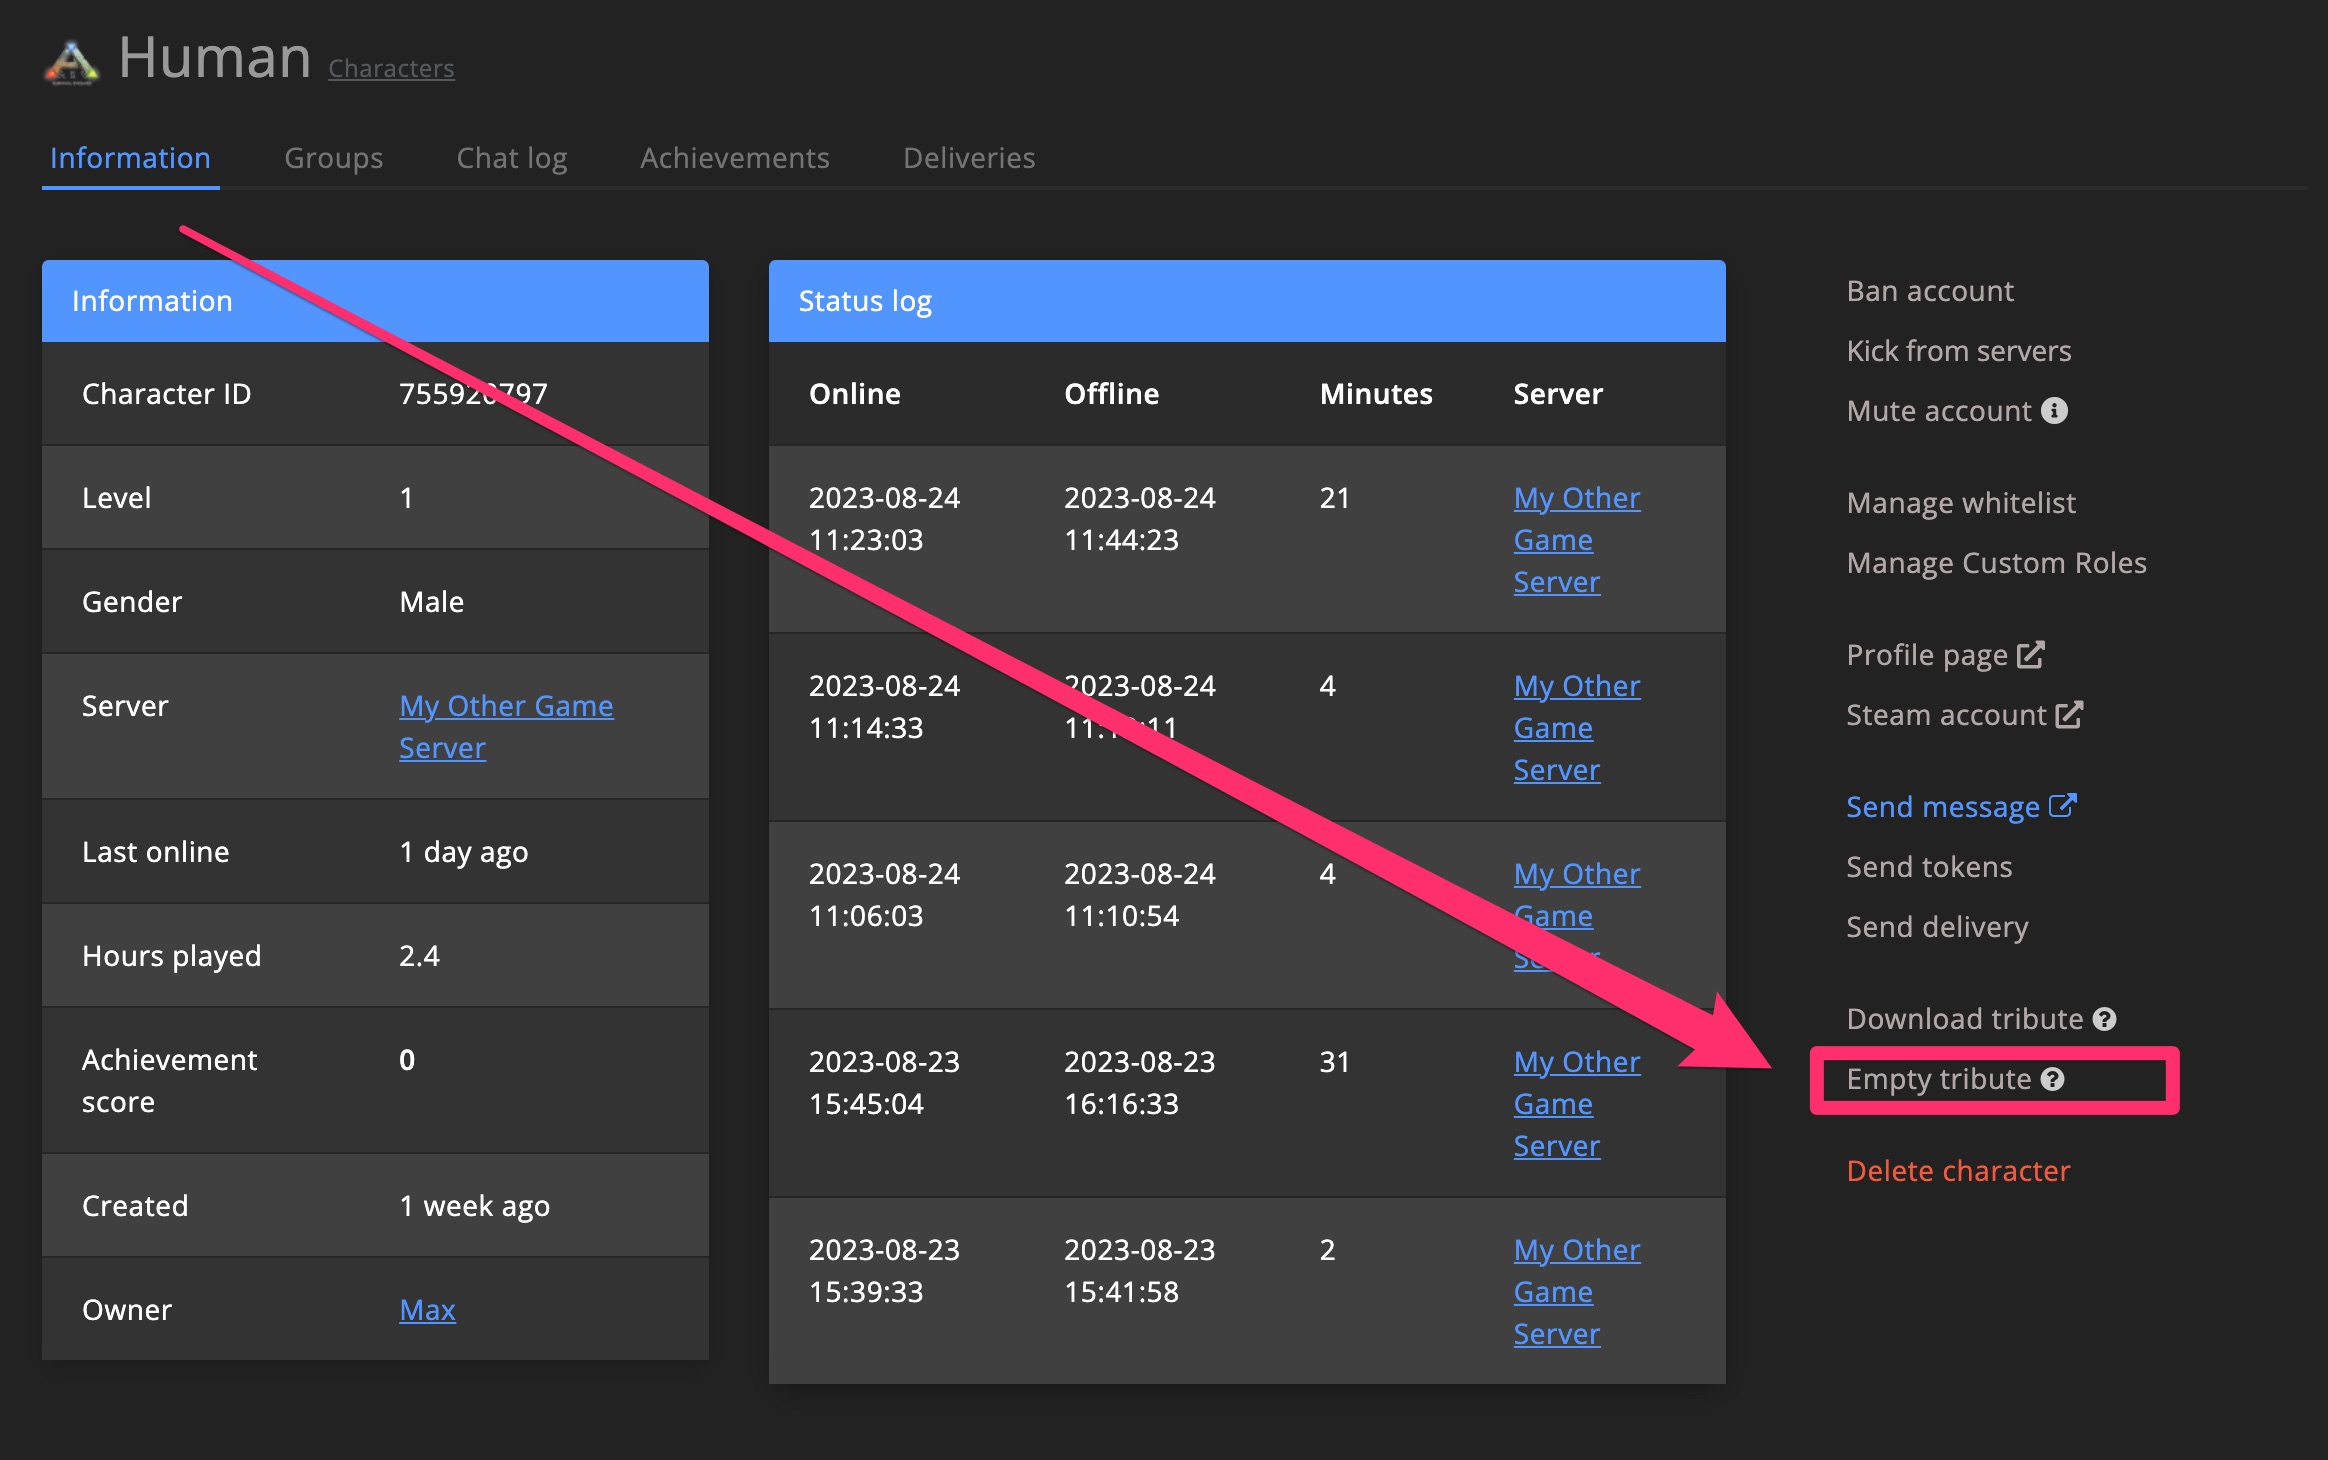 Human Characters
Information Groups Chat log Achievements Deliveries
Information
Character ID
Level 1
Gender Male
Server My Other Game
Server
Last online 1 day ago
Hours played 2.4
Achievement 0
score
Created 1 week ago
Owner Max
Status log
Online Offline Minutes Server
2023-08-24 2023-08-24 21 My Other
11:23:03 11:44:23 Game
Server
2023-08-24 2023-08-24 4 My Other
11:14:33 Game
Server
2023-08-24 2023-08-24 4 My Other
11:06:03 11:10:54 Game
Server
2023-08-23 2023-08-23 31 My Other
15:45:04 16:16:33 Game
Server
2023-08-23 2023-08-23 2 My Other
15:39:33 15:41:58 Game
Server
Ban account
Kick from servers
Mute account
Manage whitelist
Manage Custom Roles
Profile page
Steam account
Send message
Send tokens
Send delivery
Download tribute
Empty tribute
Delete character